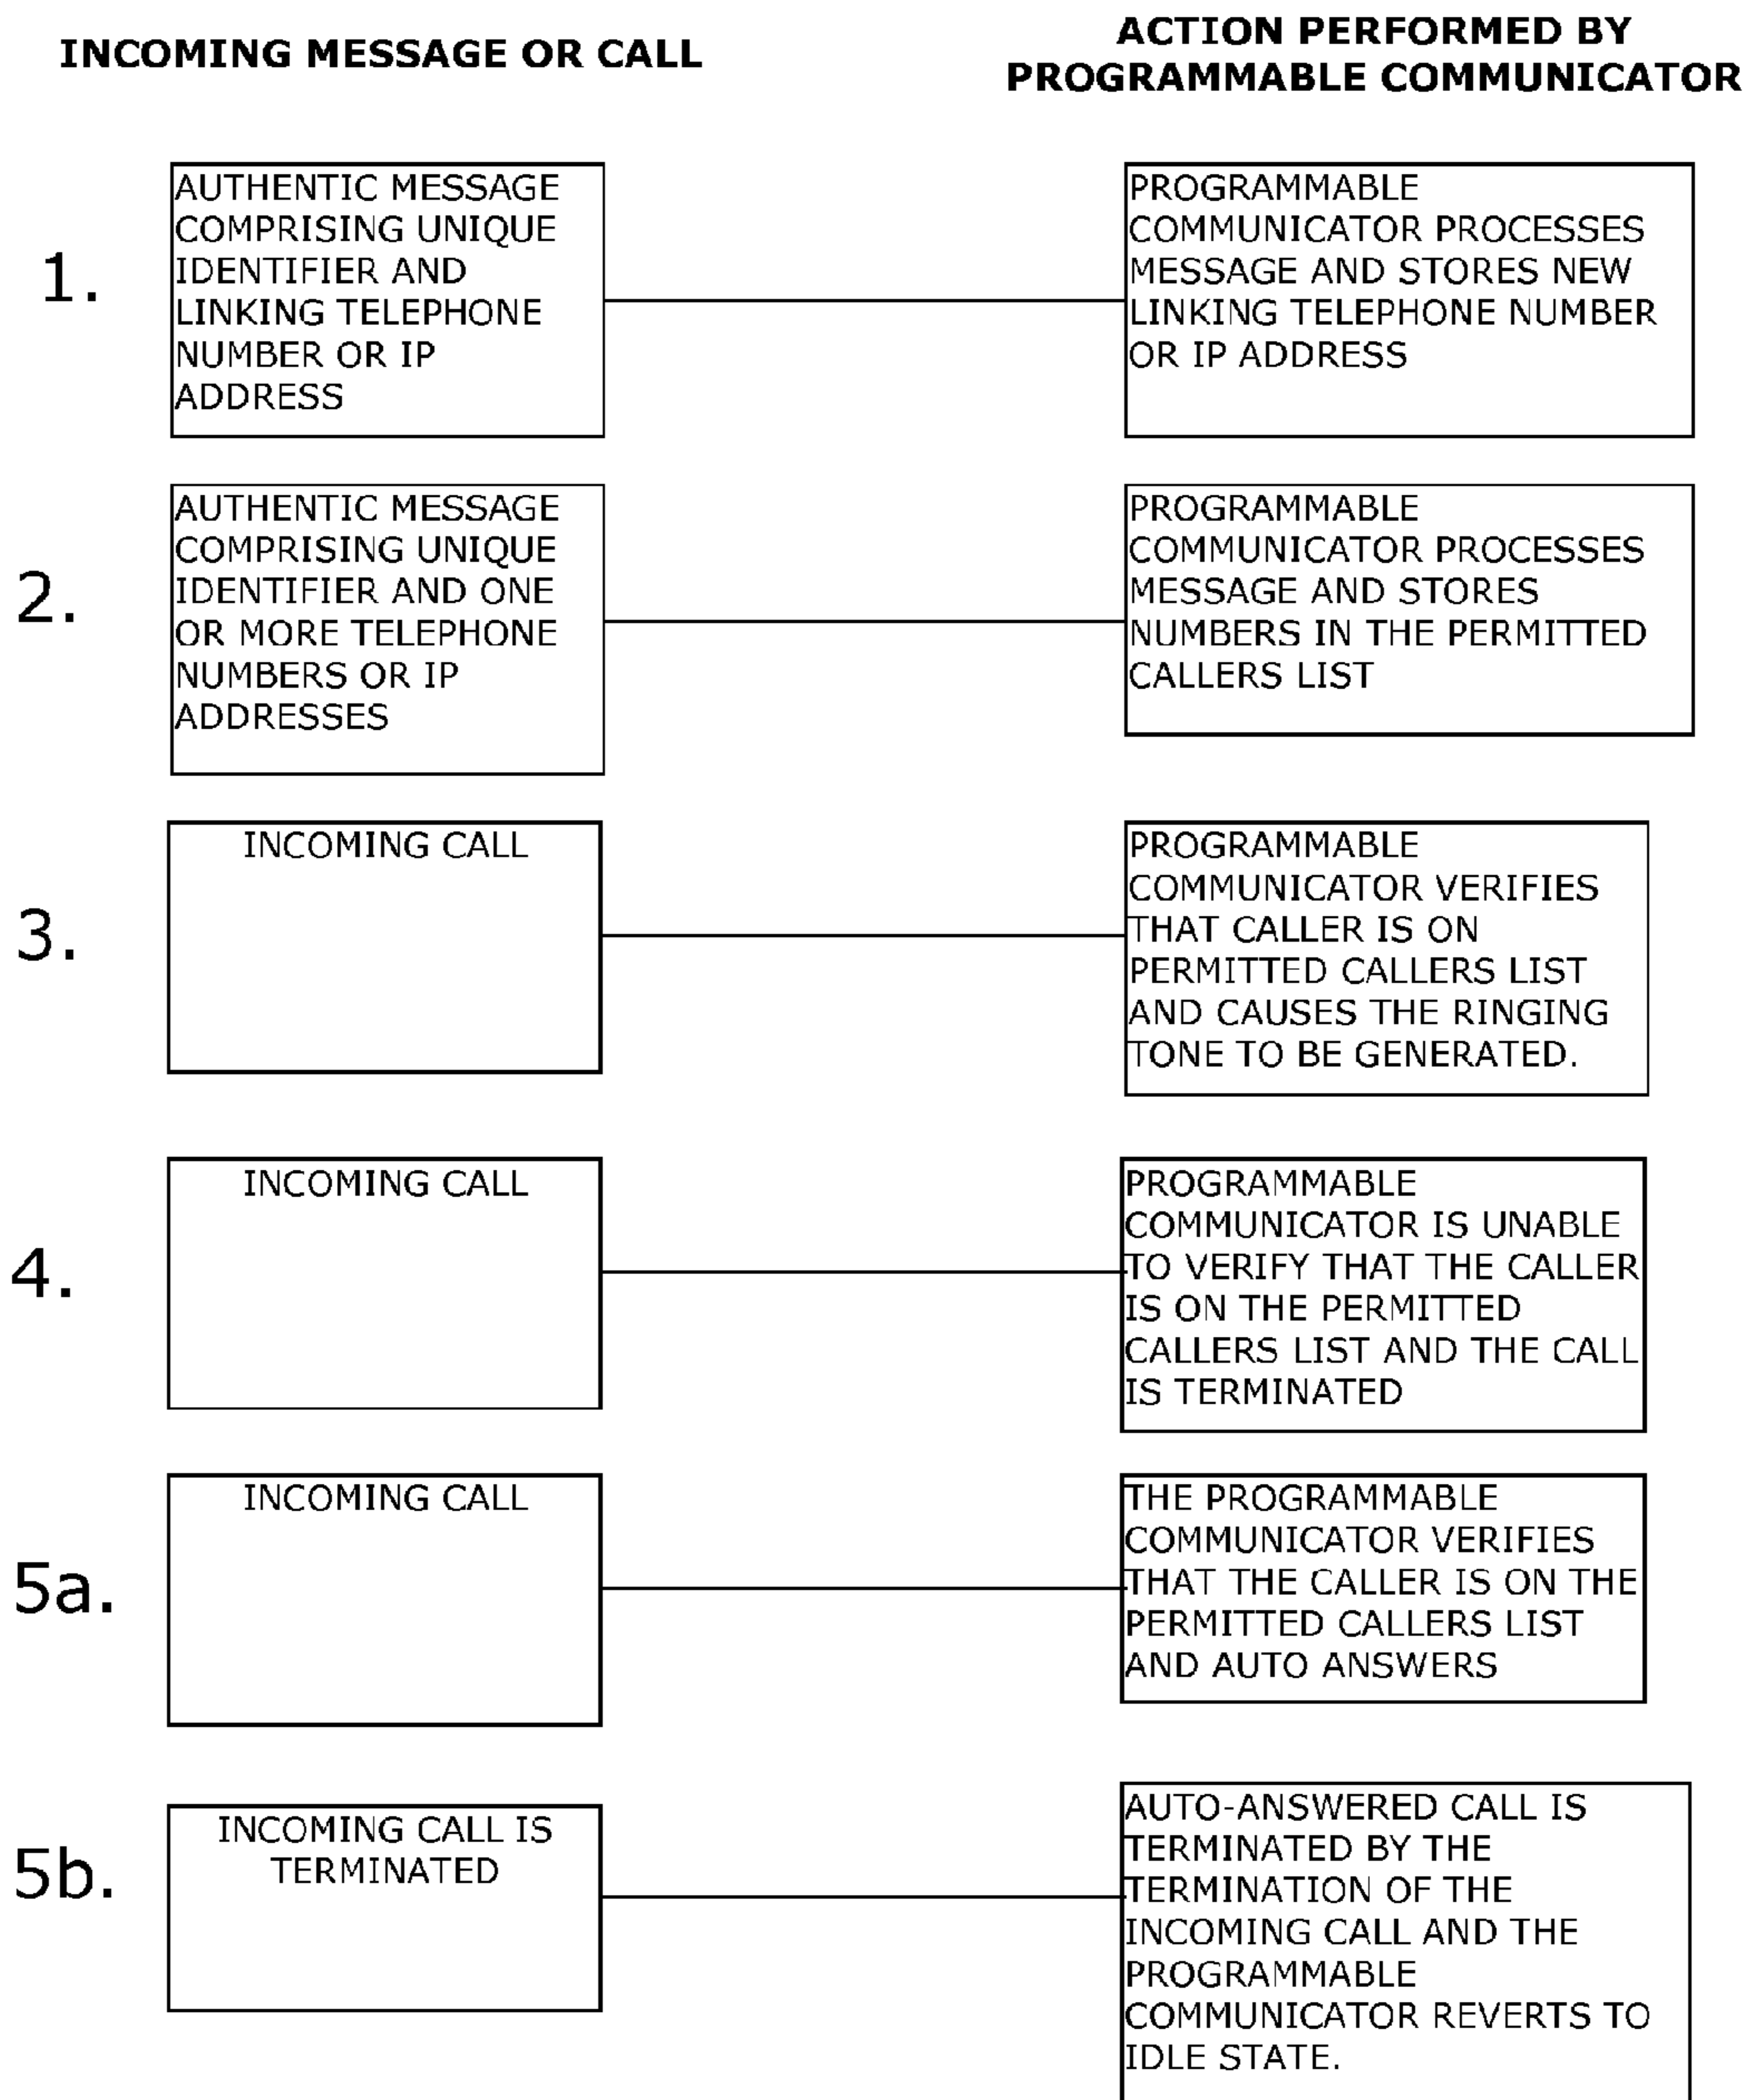 INCOMING MESSAGE OR CALL
ACTION PERFORMED BY
PROGRAMMABLE COMMUNICATOR
1.
AUTHENTIC MESSAGE
COMPRISING UNIQUE
IDENTIFIER AND
LINKING TELEPHONE
NUMBER OR IP
ADDRESS
PROGRAMMABLE
COMMUNICATOR PROCESSES
MESSAGE AND STORES NEW
LINKING TELEPHONE NUMBER
OR IP ADDRESS
2.
AUTHENTIC MESSAGE
COMPRISING UNIQUE
IDENTIFIER AND ONE
OR MORE TELEPHONE
NUMBERS OR IP
ADDRESSES
PROGRAMMABLE
COMMUNICATOR PROCESSES
MESSAGE AND STORES
NUMBERS IN THE PERMITTED
CALLERS LIST
3.
INCOMING CALL
PROGRAMMABLE
COMMUNICATOR VERIFIES
THAT CALLER IS ON
PERMITTED CALLERS LIST
AND CAUSES THE RINGING
TONE TO BE GENERATED.
4.
INCOMING CALL
PROGRAMMABLE
COMMUNICATOR IS UNABLE
TO VERIFY THAT THE CALLER
IS ON THE PERMITTED
CALLERS LIST AND THE CALL
IS TERMINATED
5a.
INCOMING CALL
THE PROGRAMMABLE
COMMUNICATOR VERIFIES
THAT THE CALLER IS ON THE
PERMITTED CALLERS LIST
AND AUTO ANSWERS
5b.
INCOMING CALL IS
TERMINATED
AUTO-ANSWERED CALL IS
TERMINATED BY THE
TERMINATION OF THE
INCOMING CALL AND THE
PROGRAMMABLE
COMMUNICATOR REVERTS TO
IDLE STATE.